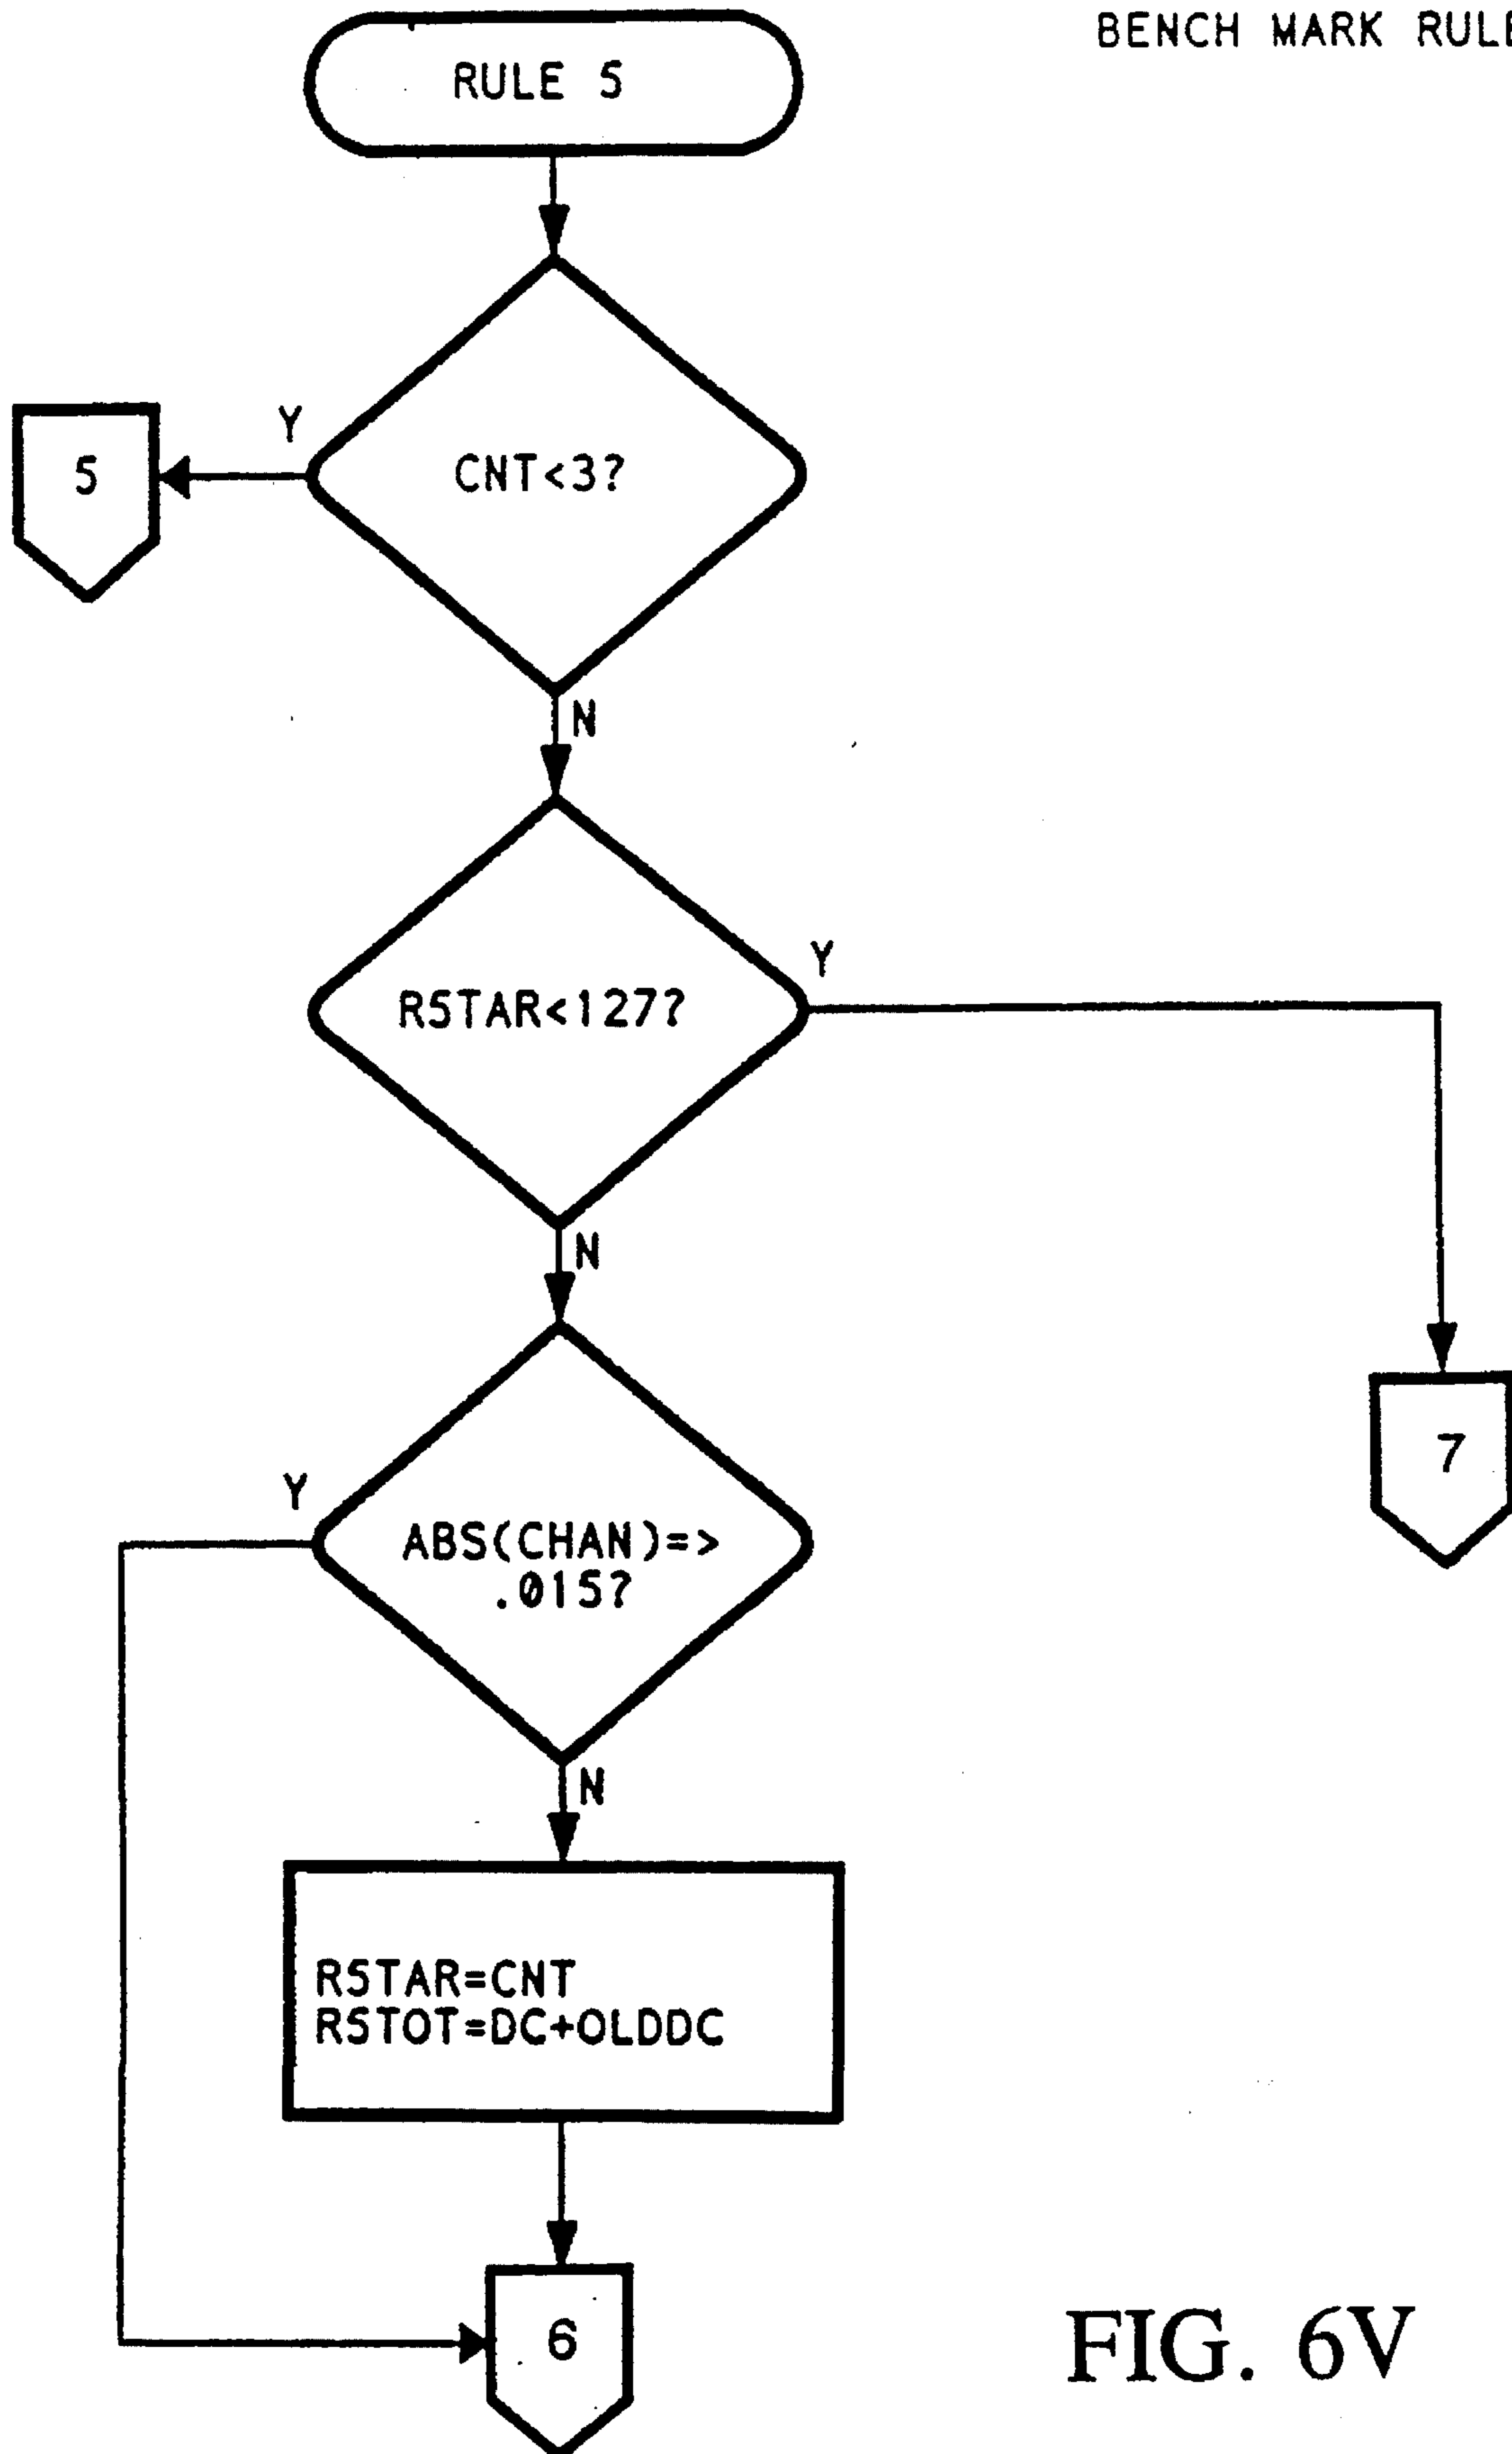 BENCH MARK RULE
RULE 5
Y
5
CNT<3?
N
Y
R5TAR<127?
N
Y
7
ABS(CHAN)=>
.015?
N
R5TAR=CNT
R5TOT=DC+OLDDC
6
FIG. 6V